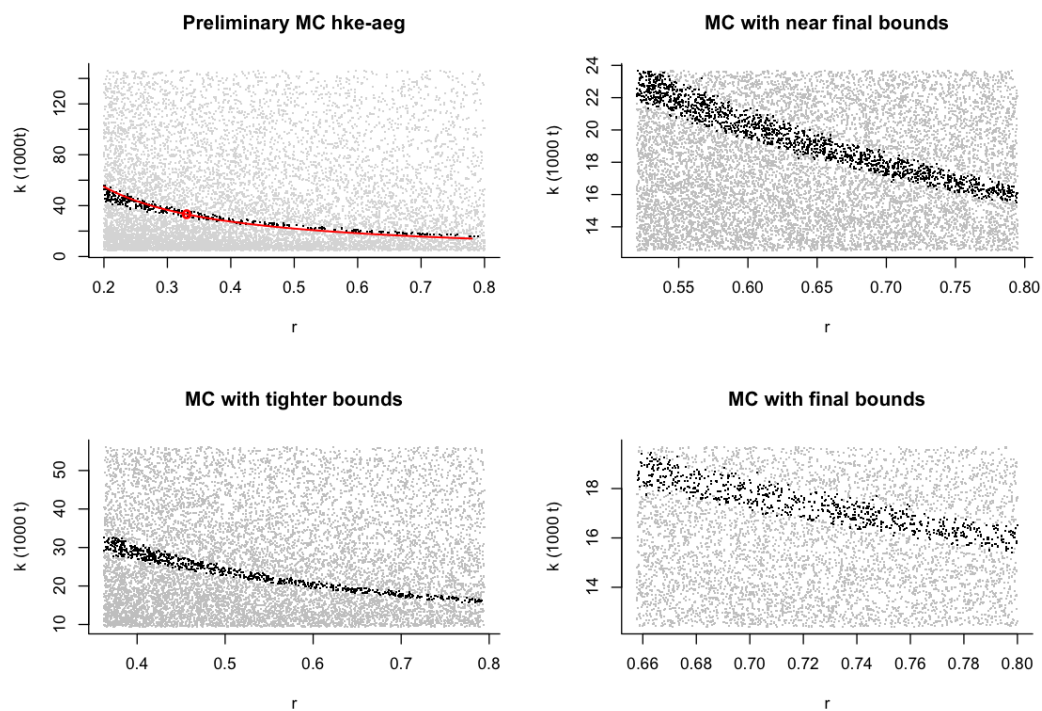 Preliminary MC hke-aeg
k (1000t)
120
80
40
0
0.2 0.3 0.4 0.5 0.6 0.7 0.8
r
MC with near final bounds
k (1000 t)
24
22
20
18
16
14
0.55 0.60 0.65 0.70 0.75 0.80
r
MC with tighter bounds
k (1000 t)
50
40
30
20
10
0.4 0.5 0.6 0.7 0.8
r
MC with final bounds
k (1000 t)
18
16
14
0.66 0.68 0.70 0.72 0.74 0.76 0.78 0.80
r